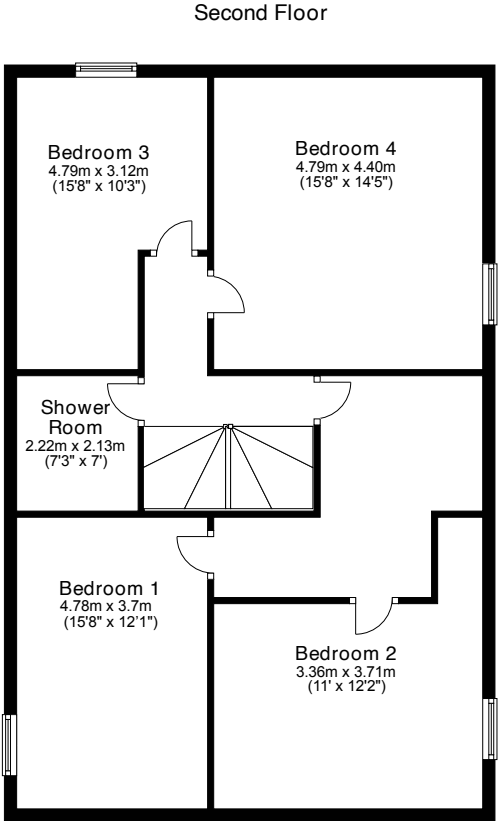 Second Floor
Bedroom 3
4.79m x 3.12m
(15'8" x 10'3")
Bedroom 4
4.79m x 4.40m
(15'8" x 14'5")
Shower
Room
2.22m x 2.13m
(7'3" x 7')
Bedroom 1
4.78m x 3.7m
(15'8" x 12'1")
Bedroom 2
3.36m x 3.71m
(11' x 12'2")